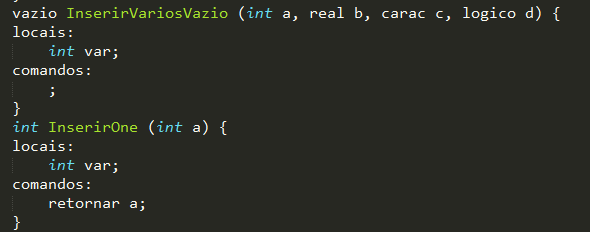 vazio InserirVariosVazio (int a, real b, carac c, logico d) {
locais:
    int var;
comandos:
    ;
}
int InserirOne (int a) {
locais:
    int var;
comandos:
    retornar a;
}